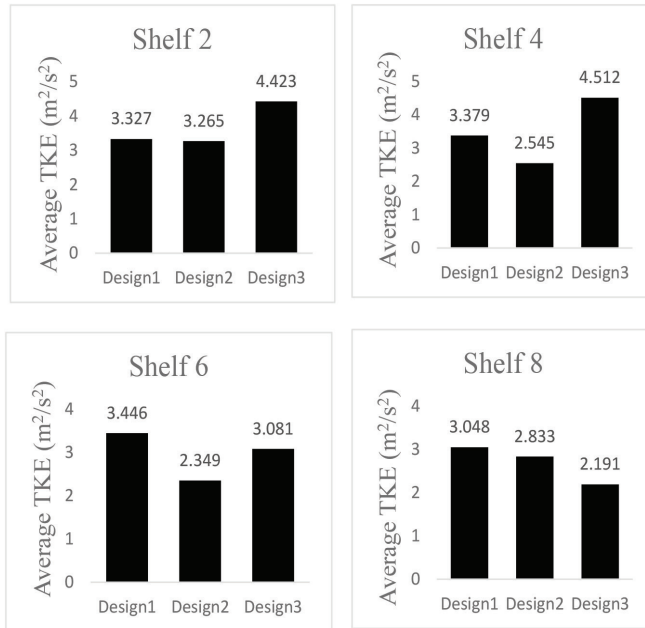 Shelf 2
Average TKE (m²/s²)
5
4
3
2
1
0
3.327
3.265
4.423
Design1 Design2 Design3
Shelf 4
Average TKE (m²/s²)
5
4
3
2
1
0
3.379
2.545
4.512
Design1 Design2 Design3
Shelf 6
Average TKE (m²/s²)
4
3
2
1
0
3.446
2.349
3.081
Design1 Design2 Design3
Shelf 8
Average TKE (m²/s²)
4
3
2
1
0
3.048
2.833
2.191
Design1 Design2 Design3